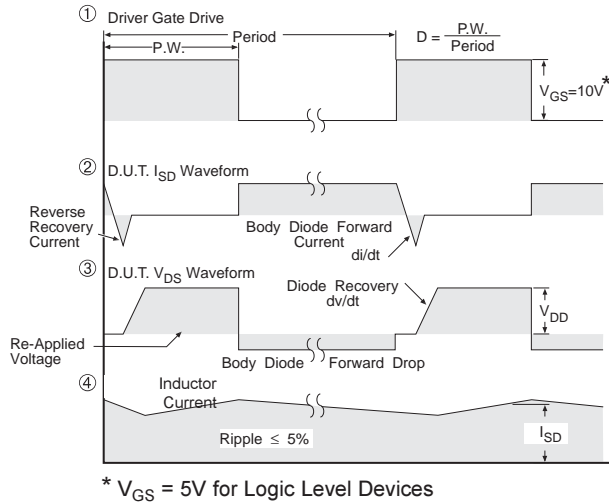 ① Driver Gate Drive
P.W.
Period
D = P.W. / Period
V_GS=10V*
② D.U.T. I_SD Waveform
Reverse
Recovery
Current
Body Diode Forward
Current
di/dt
③ D.U.T. V_DS Waveform
Diode Recovery
dv/dt
V_DD
Re-Applied
Voltage
Body Diode Forward Drop
④ Inductor
Current
I_SD
Ripple ≤ 5%
* V_GS = 5V for Logic Level Devices